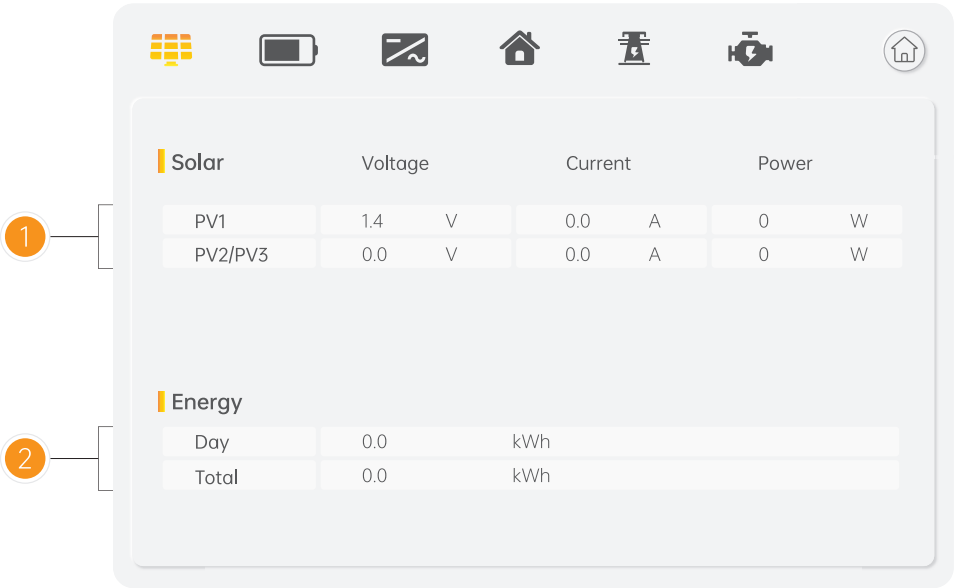 Solar Voltage Current Power
1 PV1 1.4 V 0.0 A 0 W
PV2/PV3 0.0 V 0.0 A 0 W
Energy
2 Day 0.0 kWh
Total 0.0 kWh